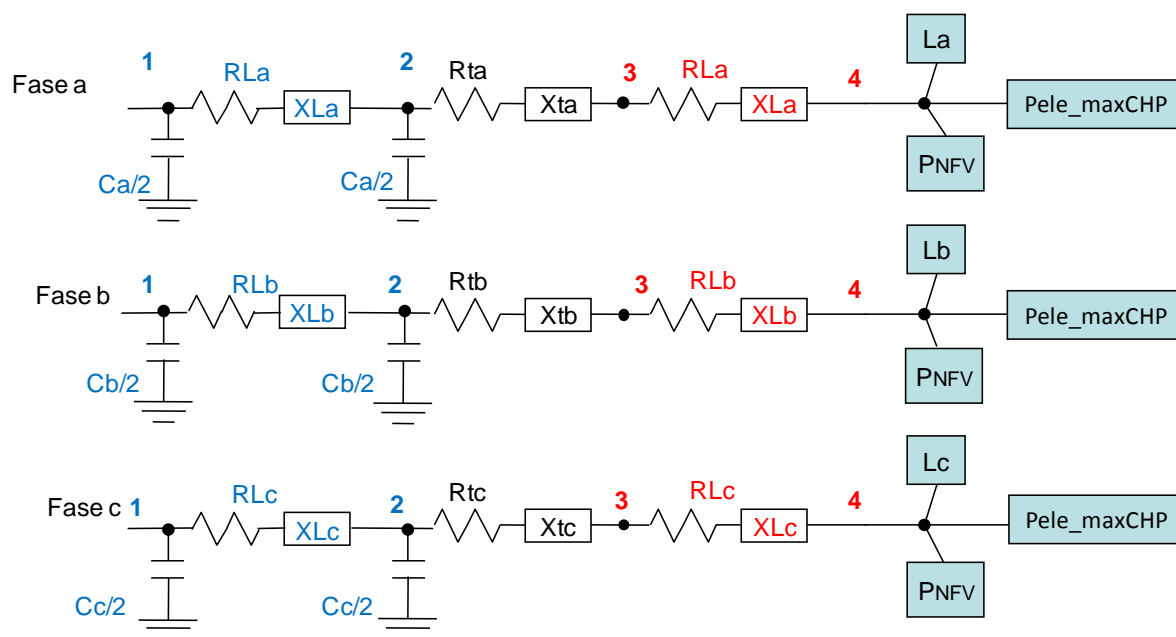 Fase a
1
RLa
XLa
Ca/2
2
Ca/2
Rta
Xta
3
RLa
XLa
4
La
PNFV
Pele_maxCHP
Fase b
1
RLb
XLb
Cb/2
2
Cb/2
Rtb
Xtb
3
RLb
XLb
4
Lb
PNFV
Pele_maxCHP
Fase c
1
RLc
XLc
Cc/2
2
Cc/2
Rtc
Xtc
3
RLc
XLc
4
Lc
PNFV
Pele_maxCHP